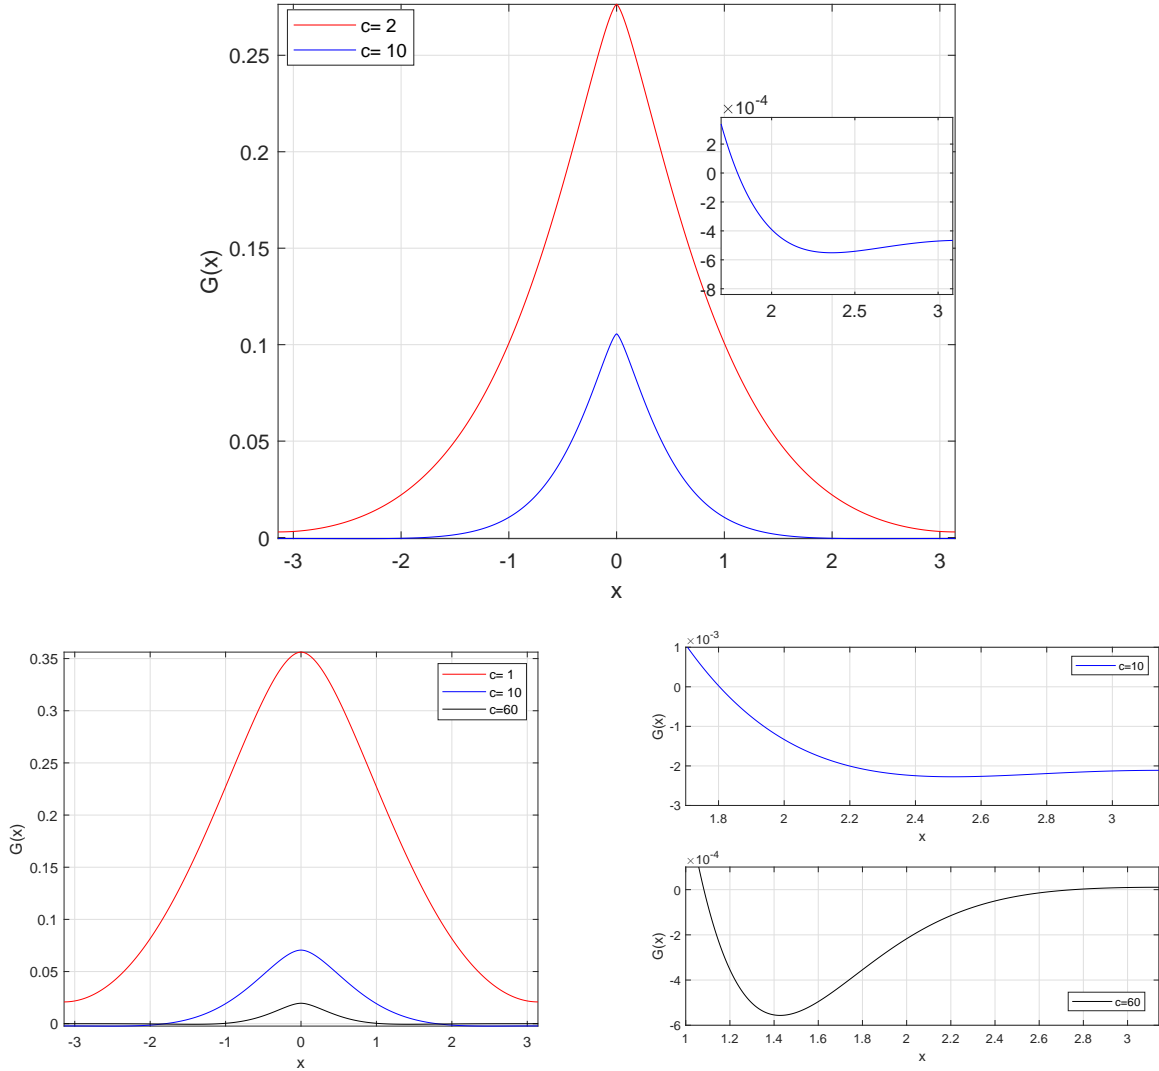 c= 2
c= 10
0.25
0.2
0.15
0.1
0.05
0
G(x)
-3 -2 -1 0 1 2 3
x
×10-4
2
0
-2
-4
-6
-8
2 2.5 3
c= 1
c= 10
c=60
0.35
0.3
0.25
0.2
0.15
0.1
0.05
0
G(x)
-3 -2 -1 0 1 2 3
x
×10-3
c=10
1
0
-1
-2
-3
G(x)
1.8 2 2.2 2.4 2.6 2.8 3
x
×10-4
0
-2
-4
-6
G(x)
c=60
1 1.2 1.4 1.6 1.8 2 2.2 2.4 2.6 2.8 3
x